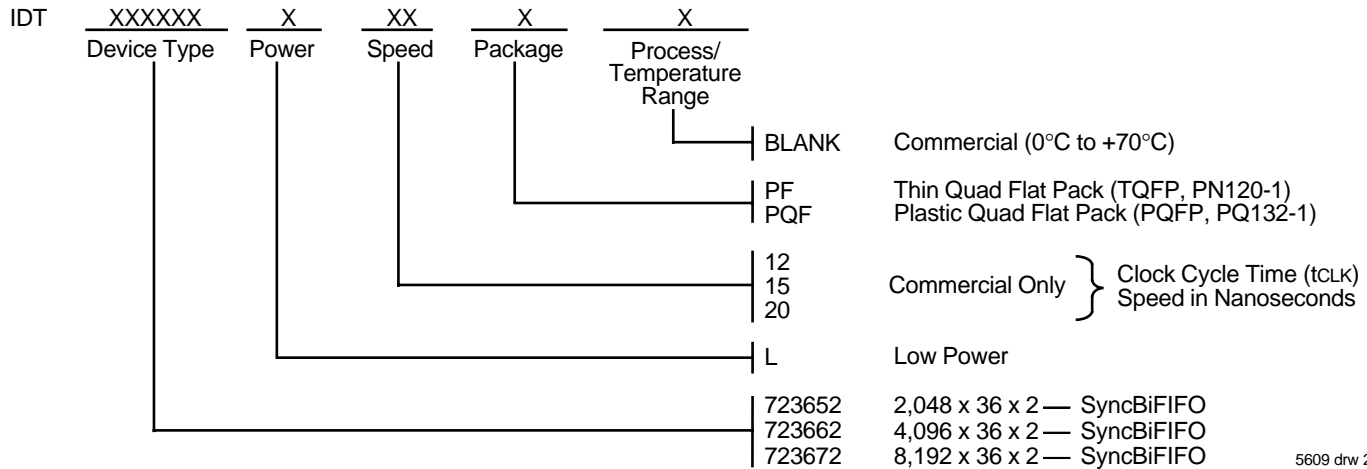 IDT XXXXXX X XX X X
Device Type Power Speed Package Process/
Temperature
Range
BLANK Commercial (0°C to +70°C)
PF Thin Quad Flat Pack (TQFP, PN120-1)
PQF Plastic Quad Flat Pack (PQFP, PQ132-1)
12
15 Commercial Only } Clock Cycle Time (tCLK)
20 Speed in Nanoseconds
L Low Power
723652 2,048 x 36 x 2 — SyncBiFIFO
723662 4,096 x 36 x 2 — SyncBiFIFO
723672 8,192 x 36 x 2 — SyncBiFIFO
5609 drw 2